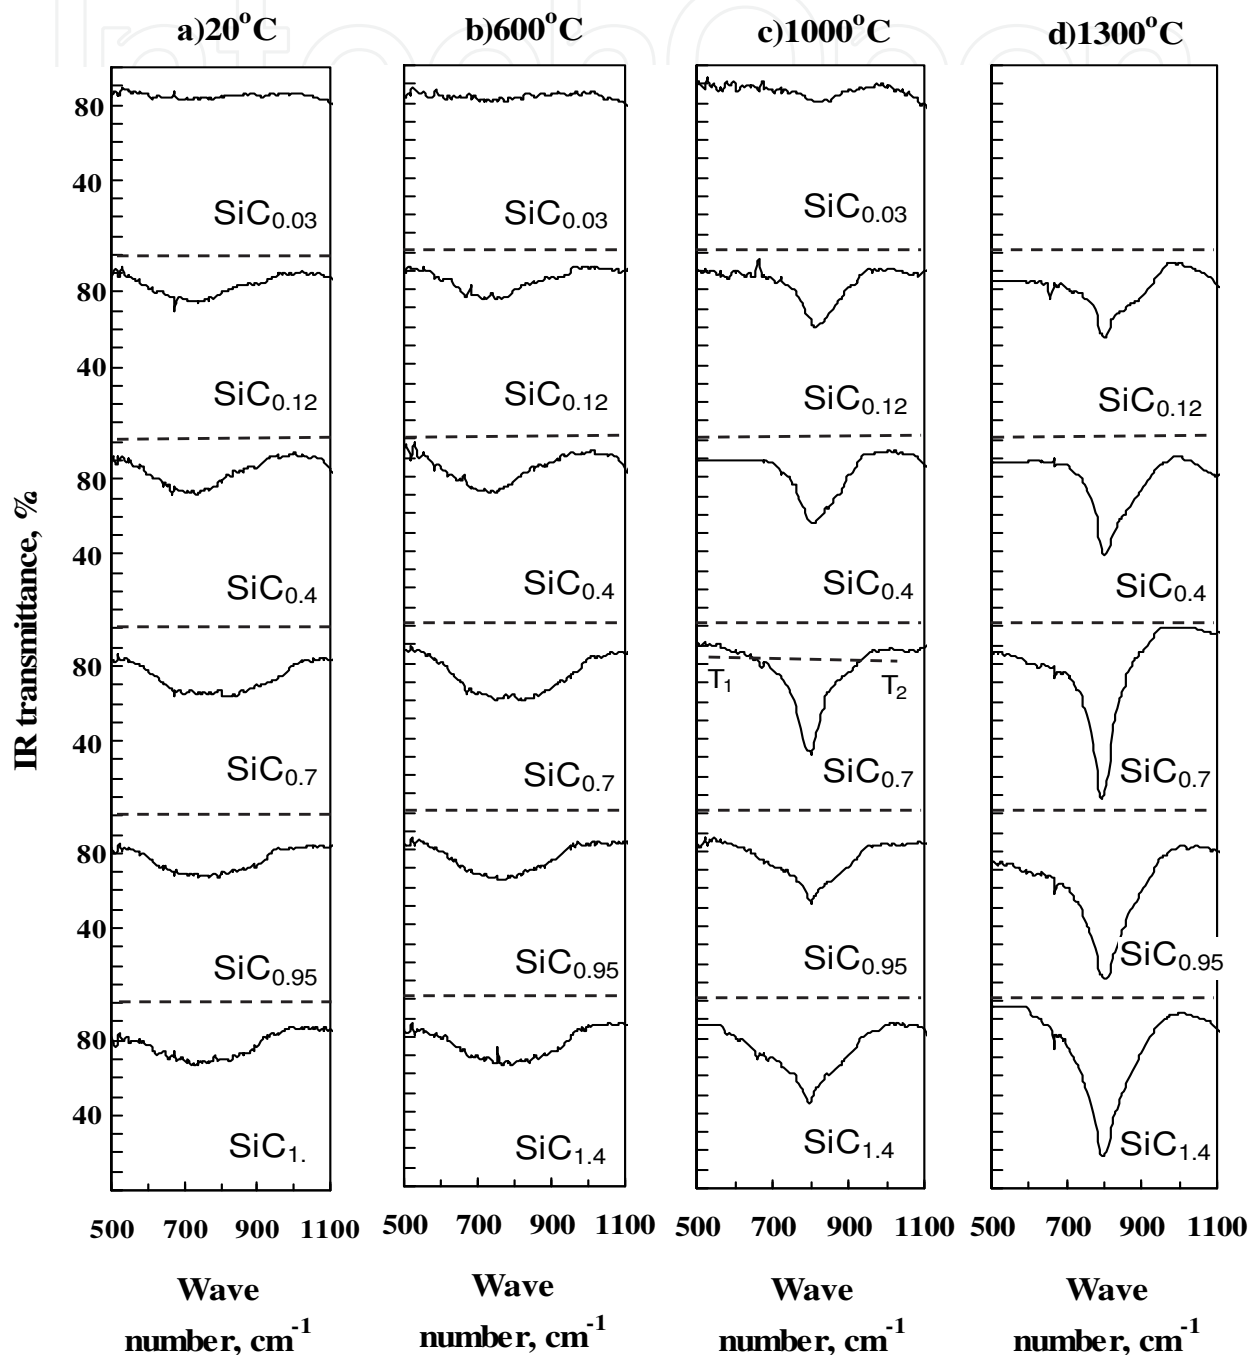 IntechOpen
a)20°C b)600°C c)1000°C d)1300°C
80
40
SiC0.03 SiC0.03 SiC0.03
80
40
SiC0.12 SiC0.12 SiC0.12 SiC0.12
80
40
SiC0.4 SiC0.4 SiC0.4 SiC0.4
IR transmittance, %
80
T1 T2
40
SiC0.7 SiC0.7 SiC0.7 SiC0.7
80
40
SiC0.95 SiC0.95 SiC0.95 SiC0.95
80
40
SiC1. SiC1.4 SiC1.4 SiC1.4
500 700 900 1100 500 700 900 1100 500 700 900 1100 500 700 900 1100
Wave Wave Wave Wave
number, cm-1 number, cm-1 number, cm-1 number, cm-1